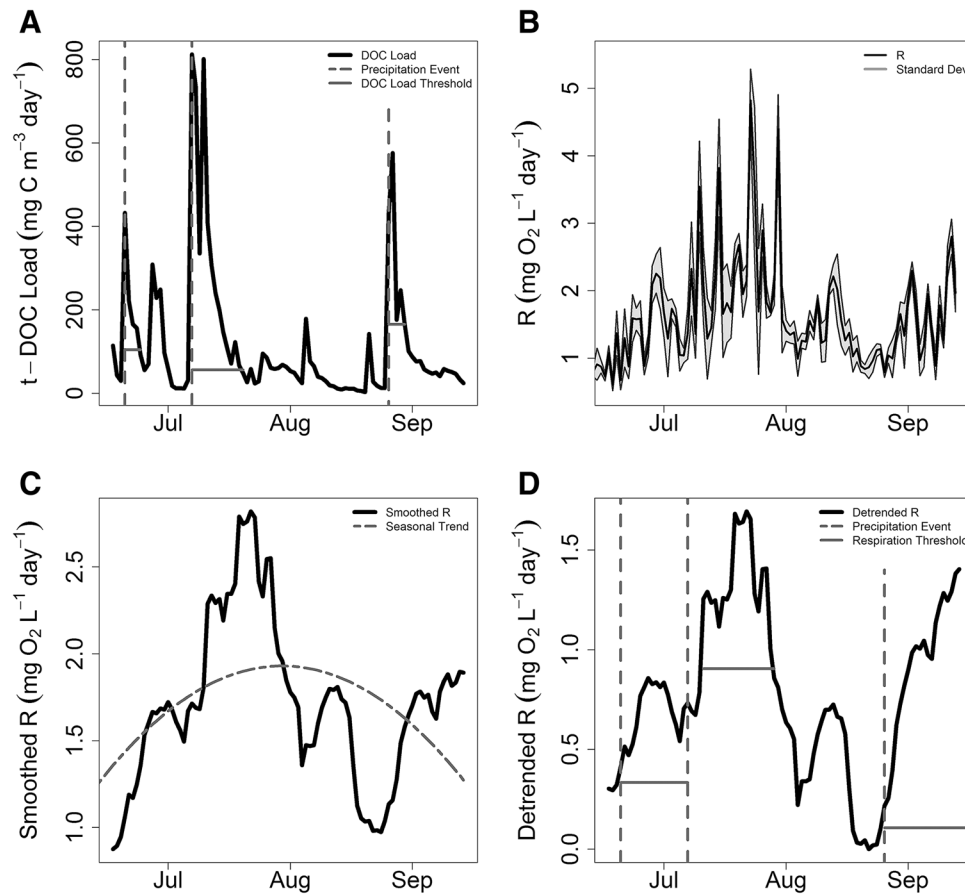 A
t−DOC Load (mg C m−3 day−1)
0 200 400 600 800
DOC Load
Precipitation Event
DOC Load Threshold
Jul Aug Sep
B
R (mg O2 L−1 day−1)
1 2 3 4 5
R
Standard Dev
Jul Aug Sep
C
Smoothed R (mg O2 L−1 day−1)
1.0 1.5 2.0 2.5
Smoothed R
Seasonal Trend
Jul Aug Sep
D
Detrended R (mg O2 L−1 day−1)
0.0 0.5 1.0 1.5
Detrended R
Precipitation Event
Respiration Threshold
Jul Aug Sep